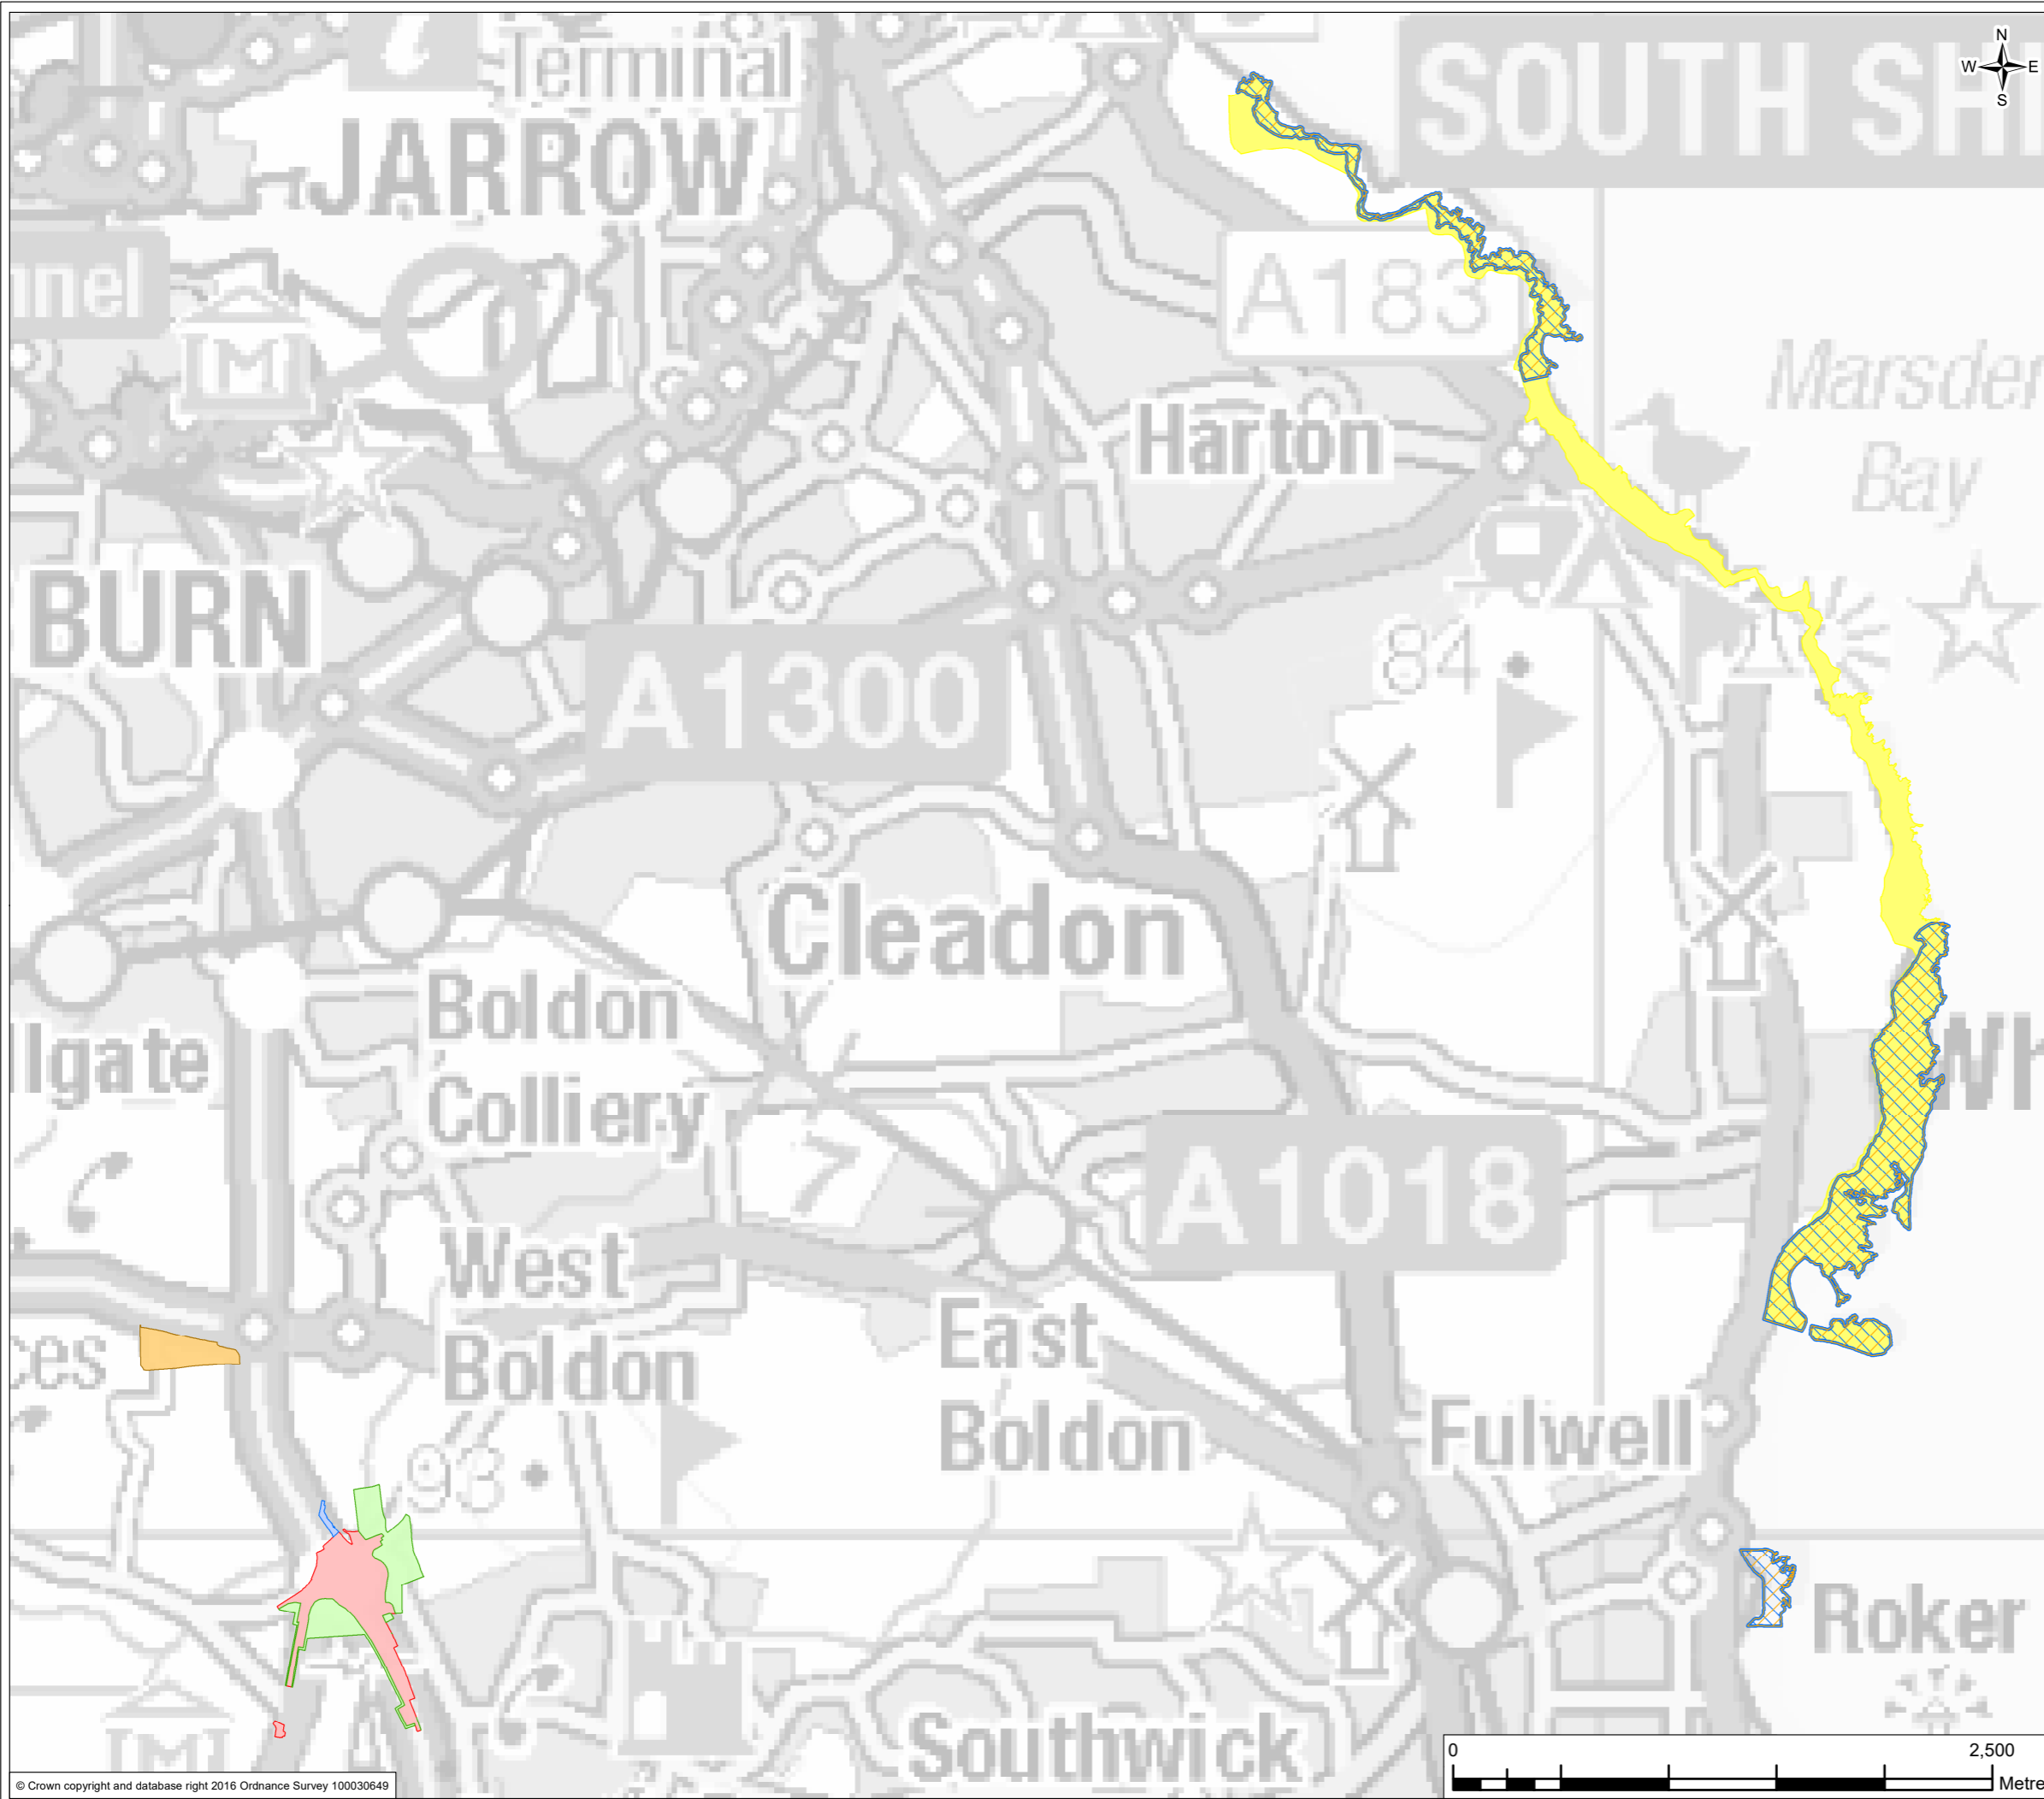 N
W E
S
Terminal
SOUTH SHI
JARROW
nnel
A183
Marsden
Bay
Harton
BURN
A1300
84
Cleadon
Boldon
Colliery
llgate
WH
7
A1018
West
Boldon
East
Boldon
ces
Fulwell
93
Roker
Southwick
0 2,500
Metre
© Crown copyright and database right 2016 Ordnance Survey 100030649